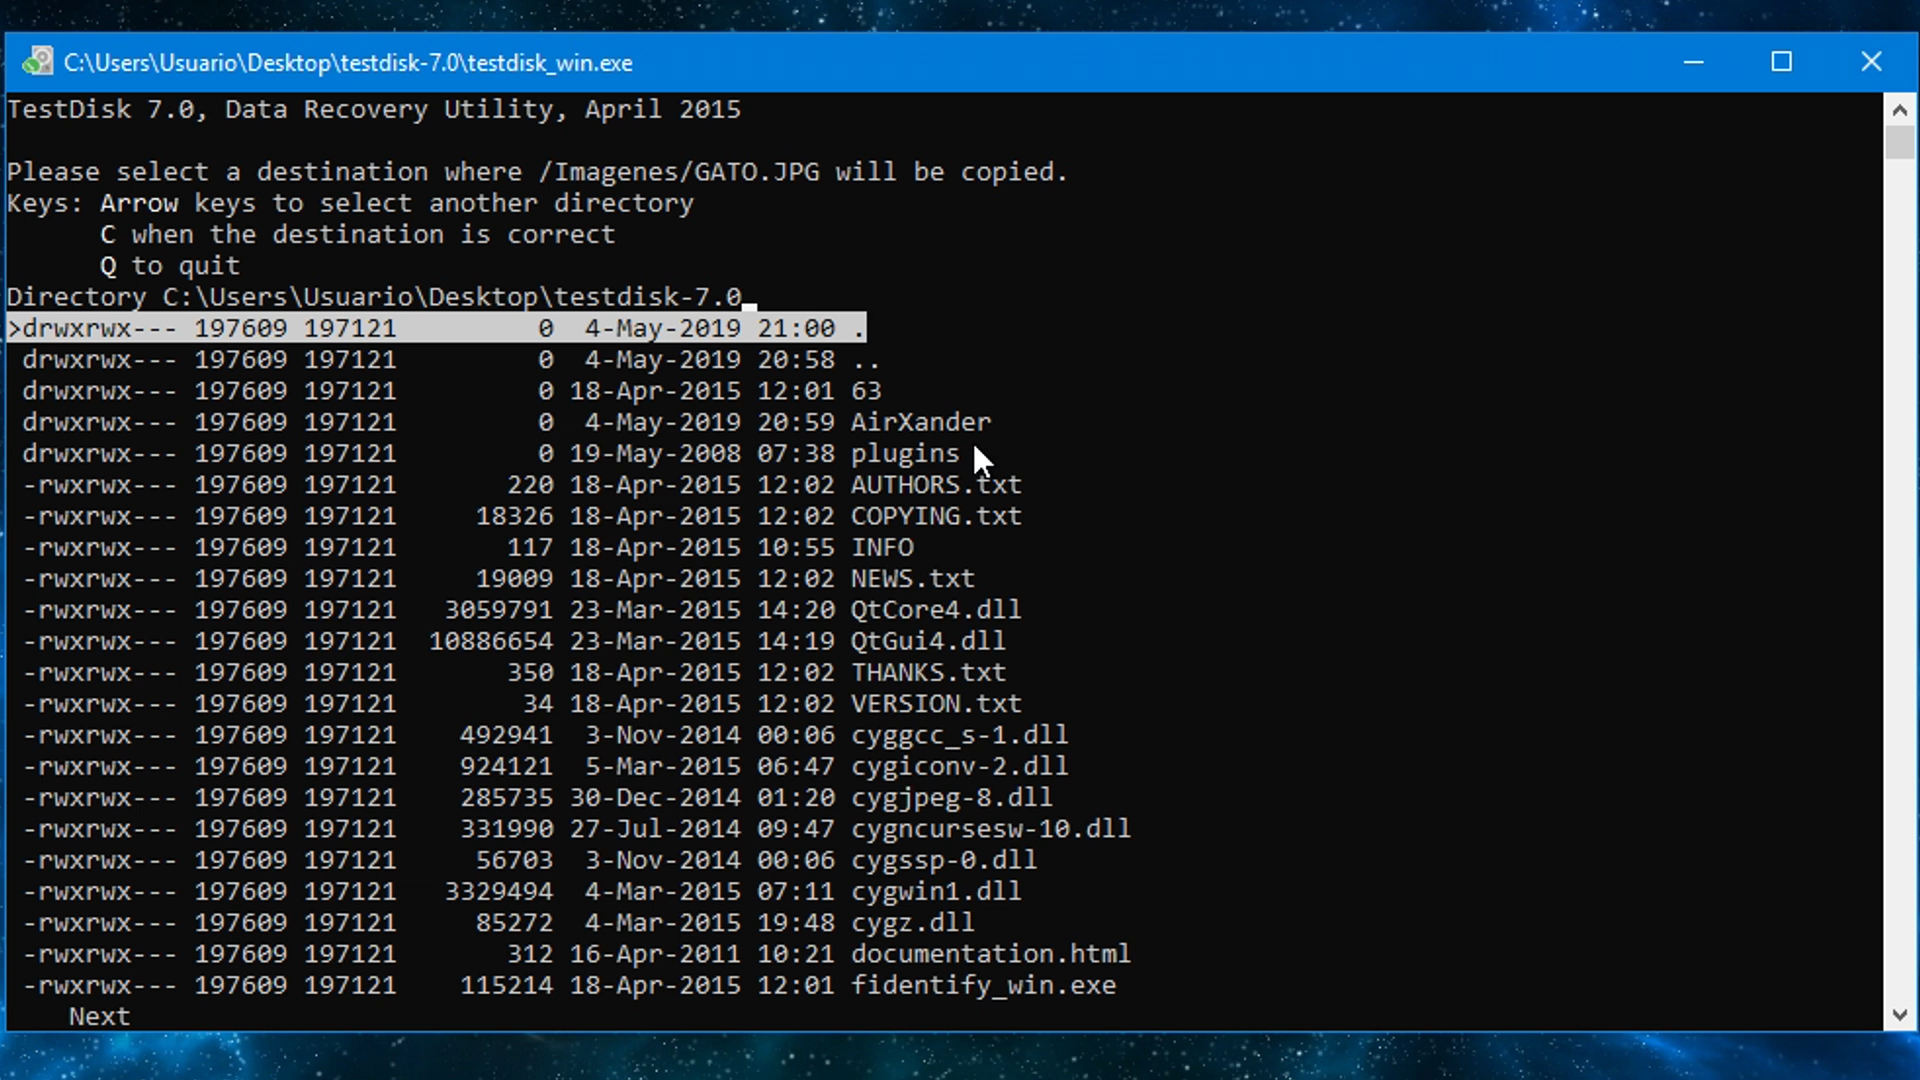 C:\Users\Usuario\Desktop\testdisk-7.0\testdisk_win.exe
TestDisk 7.0, Data Recovery Utility, April 2015
Please select a destination where /Imagenes/GATO.JPG will be copied.
Keys: Arrow keys to select another directory
C when the destination is correct
Q to quit
Directory C:\Users\Usuario\Desktop\testdisk-7.0
>drwxrwx--- 197609 197121 0 4-May-2019 21:00 .
drwxrwx--- 197609 197121 0 4-May-2019 20:58 ..
drwxrwx--- 197609 197121 0 18-Apr-2015 12:01 63
drwxrwx--- 197609 197121 0 4-May-2019 20:59 AirXander
drwxrwx--- 197609 197121 0 19-May-2008 07:38 plugins
-rwxrwx--- 197609 197121 220 18-Apr-2015 12:02 AUTHORS.txt
-rwxrwx--- 197609 197121 18326 18-Apr-2015 12:02 COPYING.txt
-rwxrwx--- 197609 197121 117 18-Apr-2015 10:55 INFO
-rwxrwx--- 197609 197121 19009 18-Apr-2015 12:02 NEWS.txt
-rwxrwx--- 197609 197121 3059791 23-Mar-2015 14:20 QtCore4.dll
-rwxrwx--- 197609 197121 10886654 23-Mar-2015 14:19 QtGui4.dll
-rwxrwx--- 197609 197121 350 18-Apr-2015 12:02 THANKS.txt
-rwxrwx--- 197609 197121 34 18-Apr-2015 12:02 VERSION.txt
-rwxrwx--- 197609 197121 492941 3-Nov-2014 00:06 cyggcc_s-1.dll
-rwxrwx--- 197609 197121 924121 5-Mar-2015 06:47 cygiconv-2.dll
-rwxrwx--- 197609 197121 285735 30-Dec-2014 01:20 cygjpeg-8.dll
-rwxrwx--- 197609 197121 331990 27-Jul-2014 09:47 cygncursesw-10.dll
-rwxrwx--- 197609 197121 56703 3-Nov-2014 00:06 cygssp-0.dll
-rwxrwx--- 197609 197121 3329494 4-Mar-2015 07:11 cygwin1.dll
-rwxrwx--- 197609 197121 85272 4-Mar-2015 19:48 cygz.dll
-rwxrwx--- 197609 197121 312 16-Apr-2011 10:21 documentation.html
-rwxrwx--- 197609 197121 115214 18-Apr-2015 12:01 fidentify_win.exe
Next